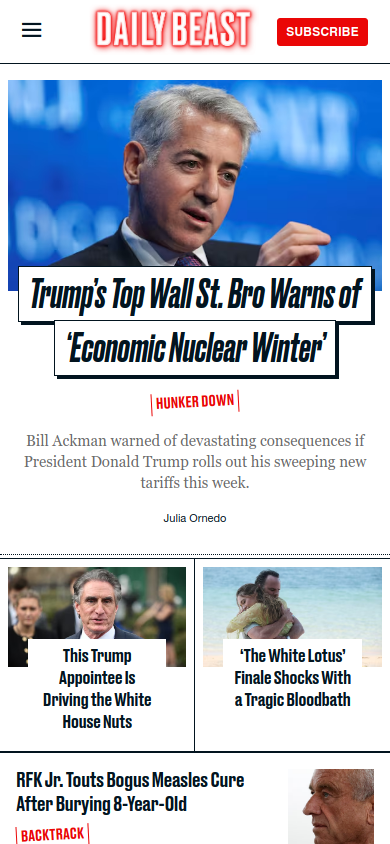 DAILY BEAST
SUBSCRIBE
Trump's Top Wall St. Bro Warns of
'Economic Nuclear Winter'
HUNKER DOWN
Bill Ackman warned of devastating consequences if
President Donald Trump rolls out his sweeping new
tariffs this week.
Julia Ornedo
This Trump
Appointee Is
Driving the White
House Nuts
'The White Lotus'
Finale Shocks With
a Tragic Bloodbath
RFK Jr. Touts Bogus Measles Cure
After Burying 8-Year-Old
BACKTRACK